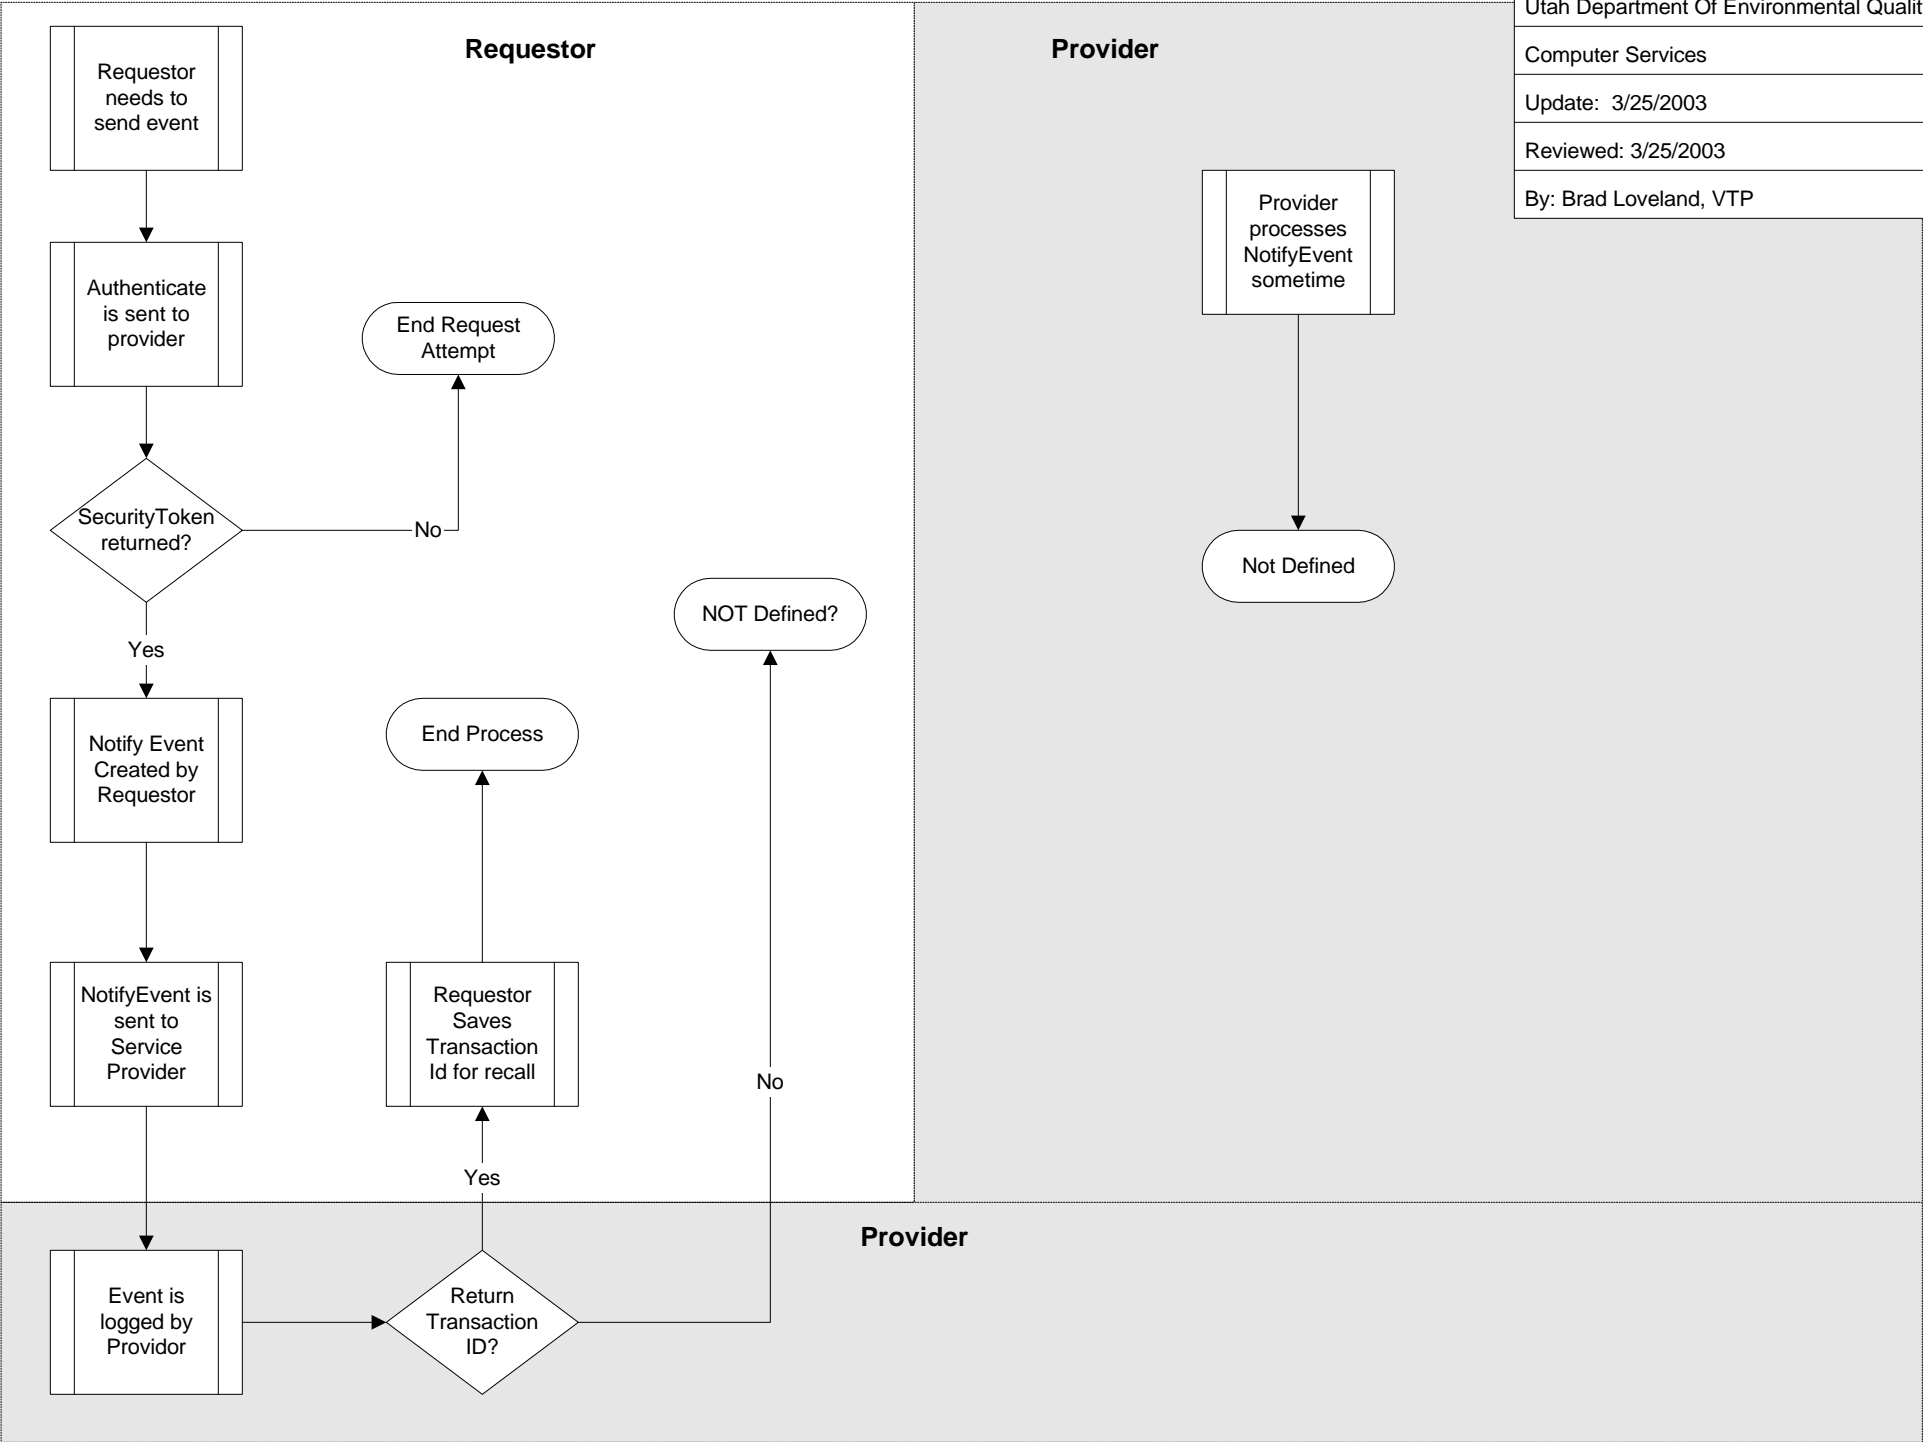 Utah Department Of Environmental Qualit
Computer Services
Update:  3/25/2003
Reviewed: 3/25/2003
By: Brad Loveland, VTP
Requestor
Provider
Requestor
needs to
send event
Authenticate
is sent to
provider
End Request
Attempt
Provider
processes
NotifyEvent
sometime
SecurityToken
returned?
No
Not Defined
NOT Defined?
Yes
Notify Event
Created by
Requestor
End Process
NotifyEvent is
sent to
Service
Provider
Requestor
Saves
Transaction
Id for recall
No
Yes
Provider
Event is
logged by
Providor
Return
Transaction
ID?